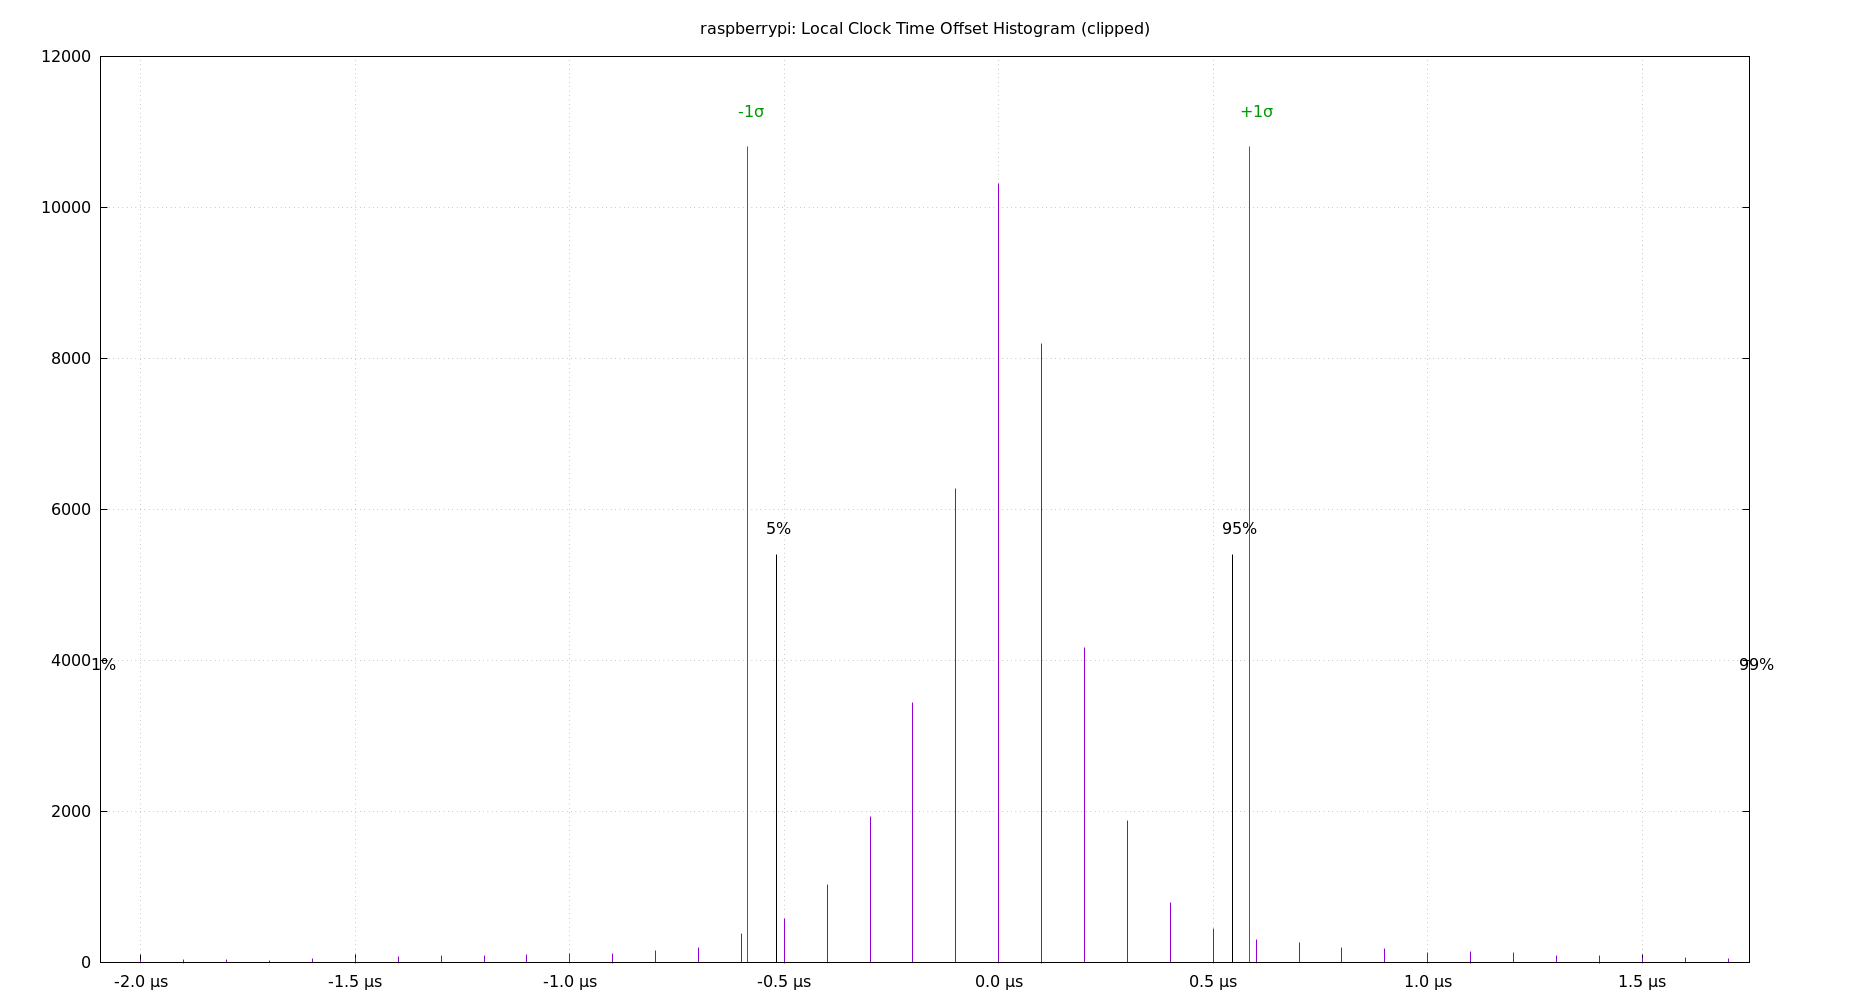 raspberrypi: Local Clock Time Offset Histogram (clipped)
12000
-1σ +1σ
10000
8000
6000
5% 95%
4000 1% 99%
2000
0
-2.0 μs -1.5 μs -1.0 μs -0.5 μs 0.0 μs 0.5 μs 1.0 μs 1.5 μs